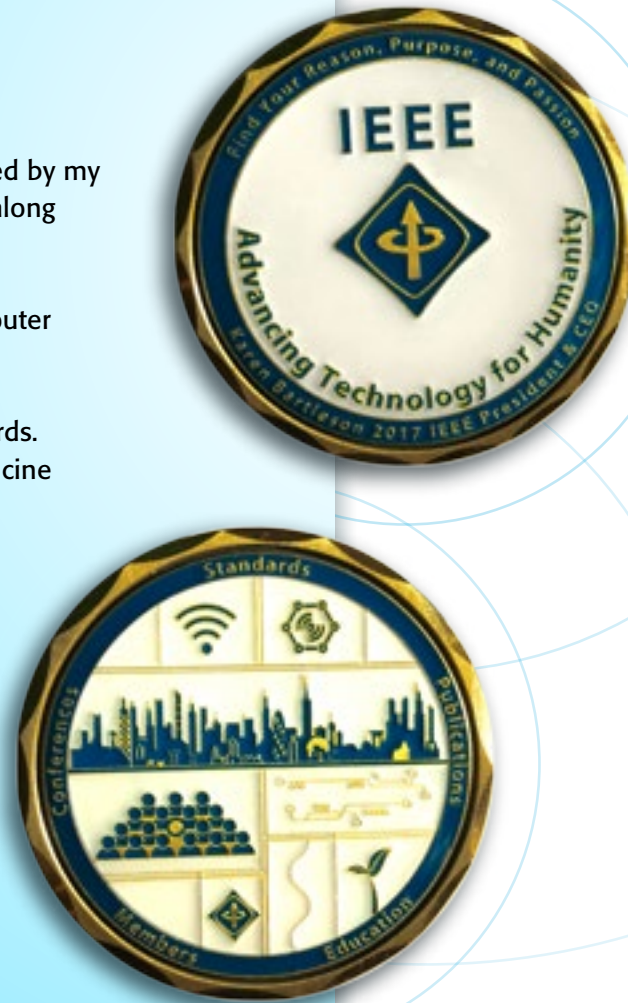 ed by my
along
outer
rds.
cine
Find Your Reason, Purpose, and Passion
IEEE
Advancing Technology for Humanity
Karen Bartleson 2017 IEEE President & CEO
Standards
Conferences
Publications
Members
Education